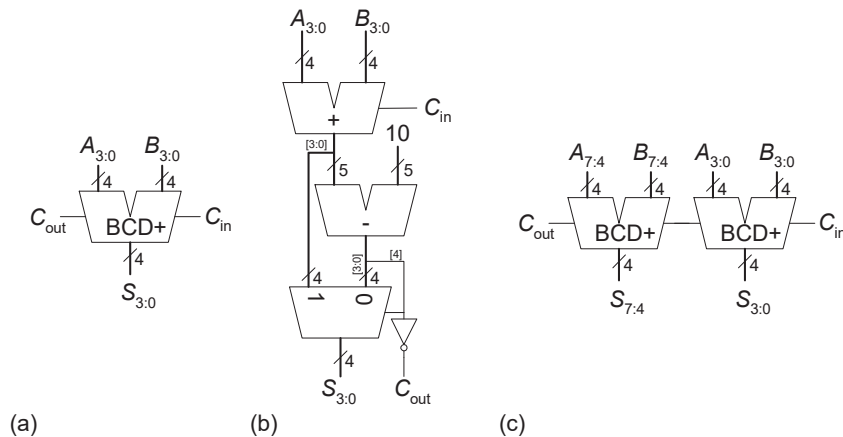 A3:0 B3:0
4 4
Cout BCD+ Cin
4
S3:0
(a)
A3:0 B3:0
4 4
+ Cin
[3:0] 10
5 5
-
[3:0] [4]
4 4
1 0
4
S3:0 Cout
(b)
A7:4 B7:4 A3:0 B3:0
4 4 4 4
Cout BCD+ BCD+ Cin
4 4
S7:4 S3:0
(c)